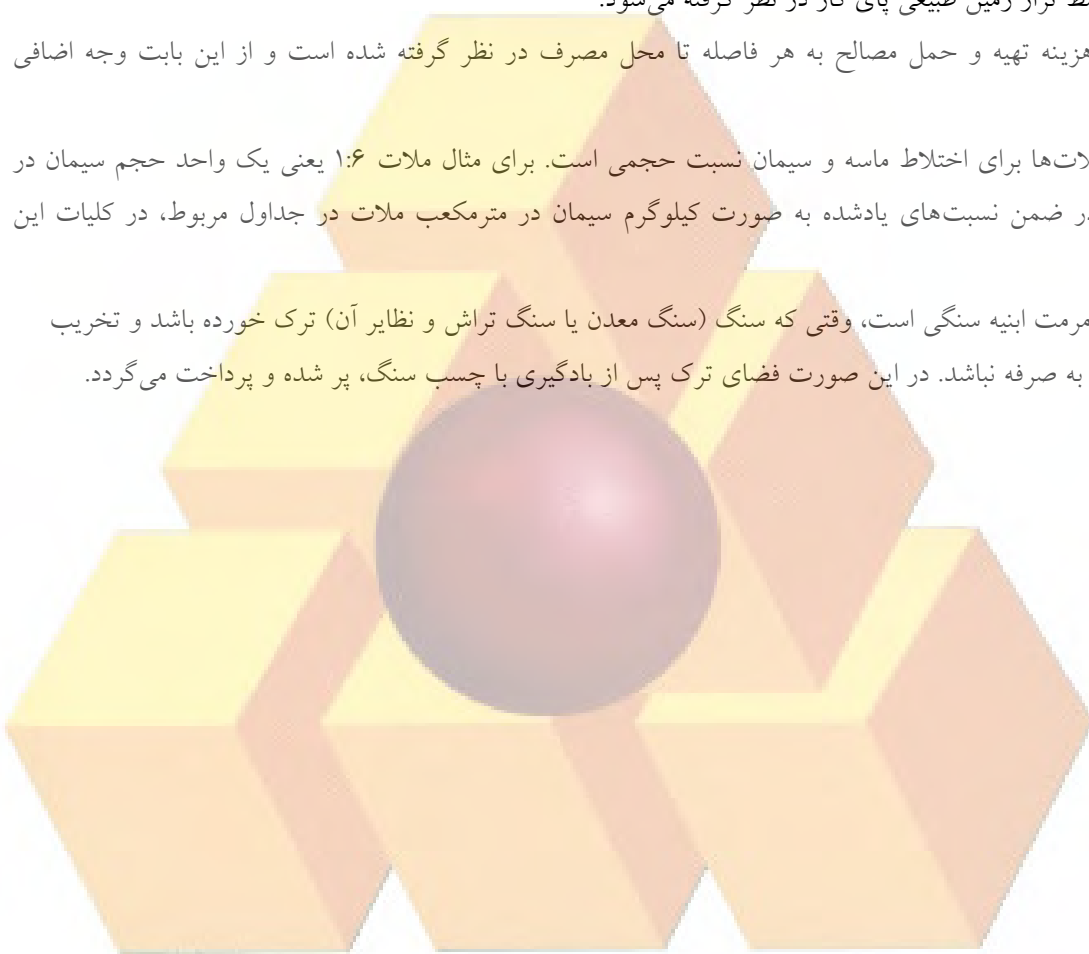 تراز زمین طبیعی پای کار در نظر گرفته می‌شود.
هزینه تهیه و حمل مصالح به هر فاصله تا محل مصرف در نظر گرفته شده است و از این بابت وجه اضافی
برای اختلاط ماسه و سیمان نسبت حجمی است. برای مثال ملات ۱:۶ یعنی یک واحد حجم سیمان در
ضمن نسبت‌های یادشده به صورت کیلوگرم سیمان در مترمکعب ملات در جداول مربوط، در کلیات این
مرمت ابنیه سنگی است، وقتی که سنگ (سنگ معدن یا سنگ تراش و نظایر آن) ترک خورده باشد و تخریب
به صرفه نباشد. در این صورت فضای ترک پس از بادگیری با چسب سنگ، پر شده و پرداخت می‌گردد.